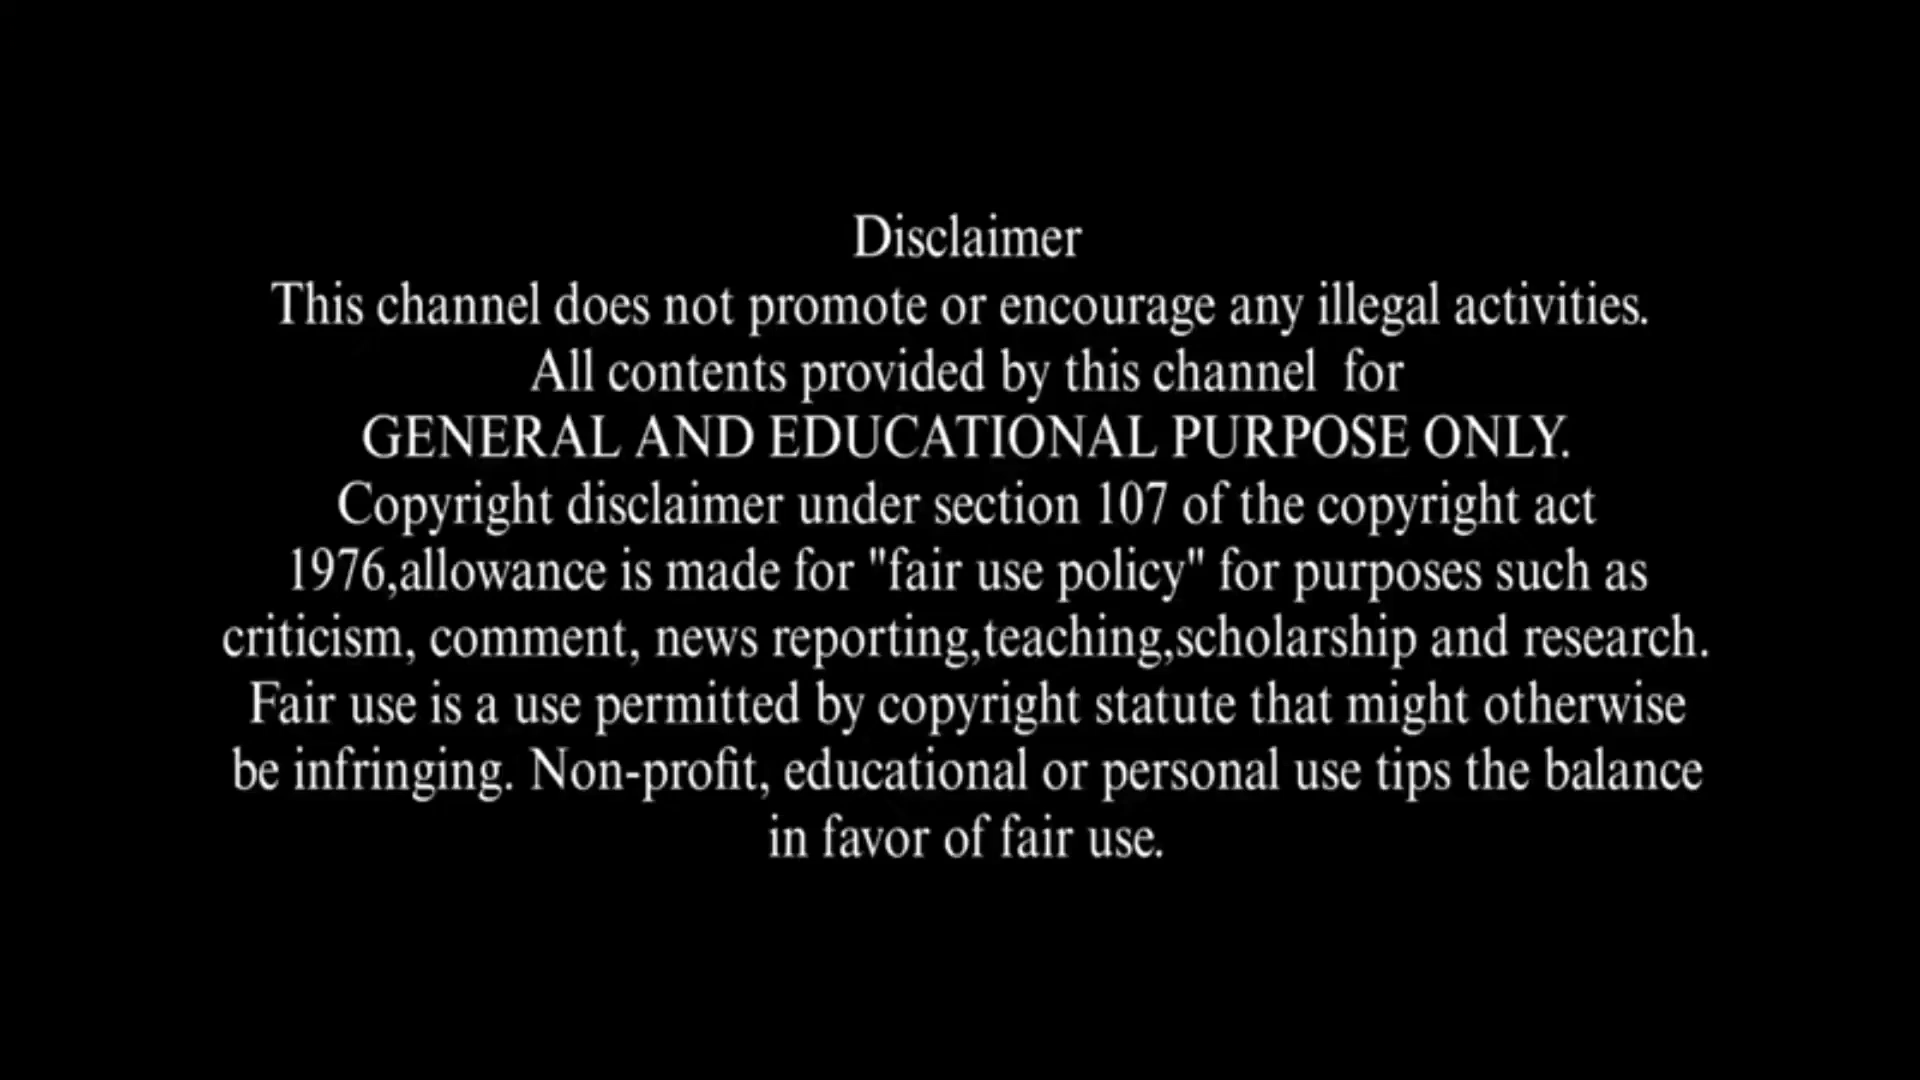 Disclaimer
This channel does not promote or encourage any illegal activities.
All contents provided by this channel  for
GENERAL AND EDUCATIONAL PURPOSE ONLY.
Copyright disclaimer under section 107 of the copyright act
1976,allowance is made for "fair use policy" for purposes such as
criticism, comment, news reporting,teaching,scholarship and research.
Fair use is a use permitted by copyright statute that might otherwise
be infringing. Non-profit, educational or personal use tips the balance
in favor of fair use.